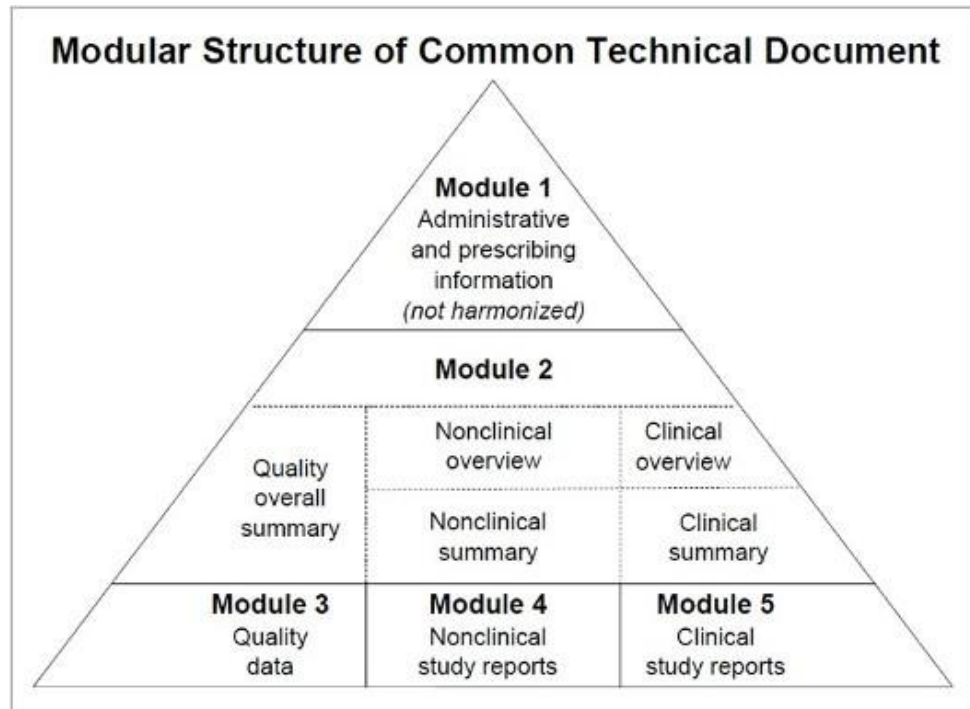 Modular Structure of Common Technical Document
Module 1
Administrative
and prescribing
information
(not harmonized)
Module 2
Quality
overall
summary
Nonclinical
overview
Clinical
overview
Nonclinical
summary
Clinical
summary
Module 3
Quality
data
Module 4
Nonclinical
study reports
Module 5
Clinical
study reports